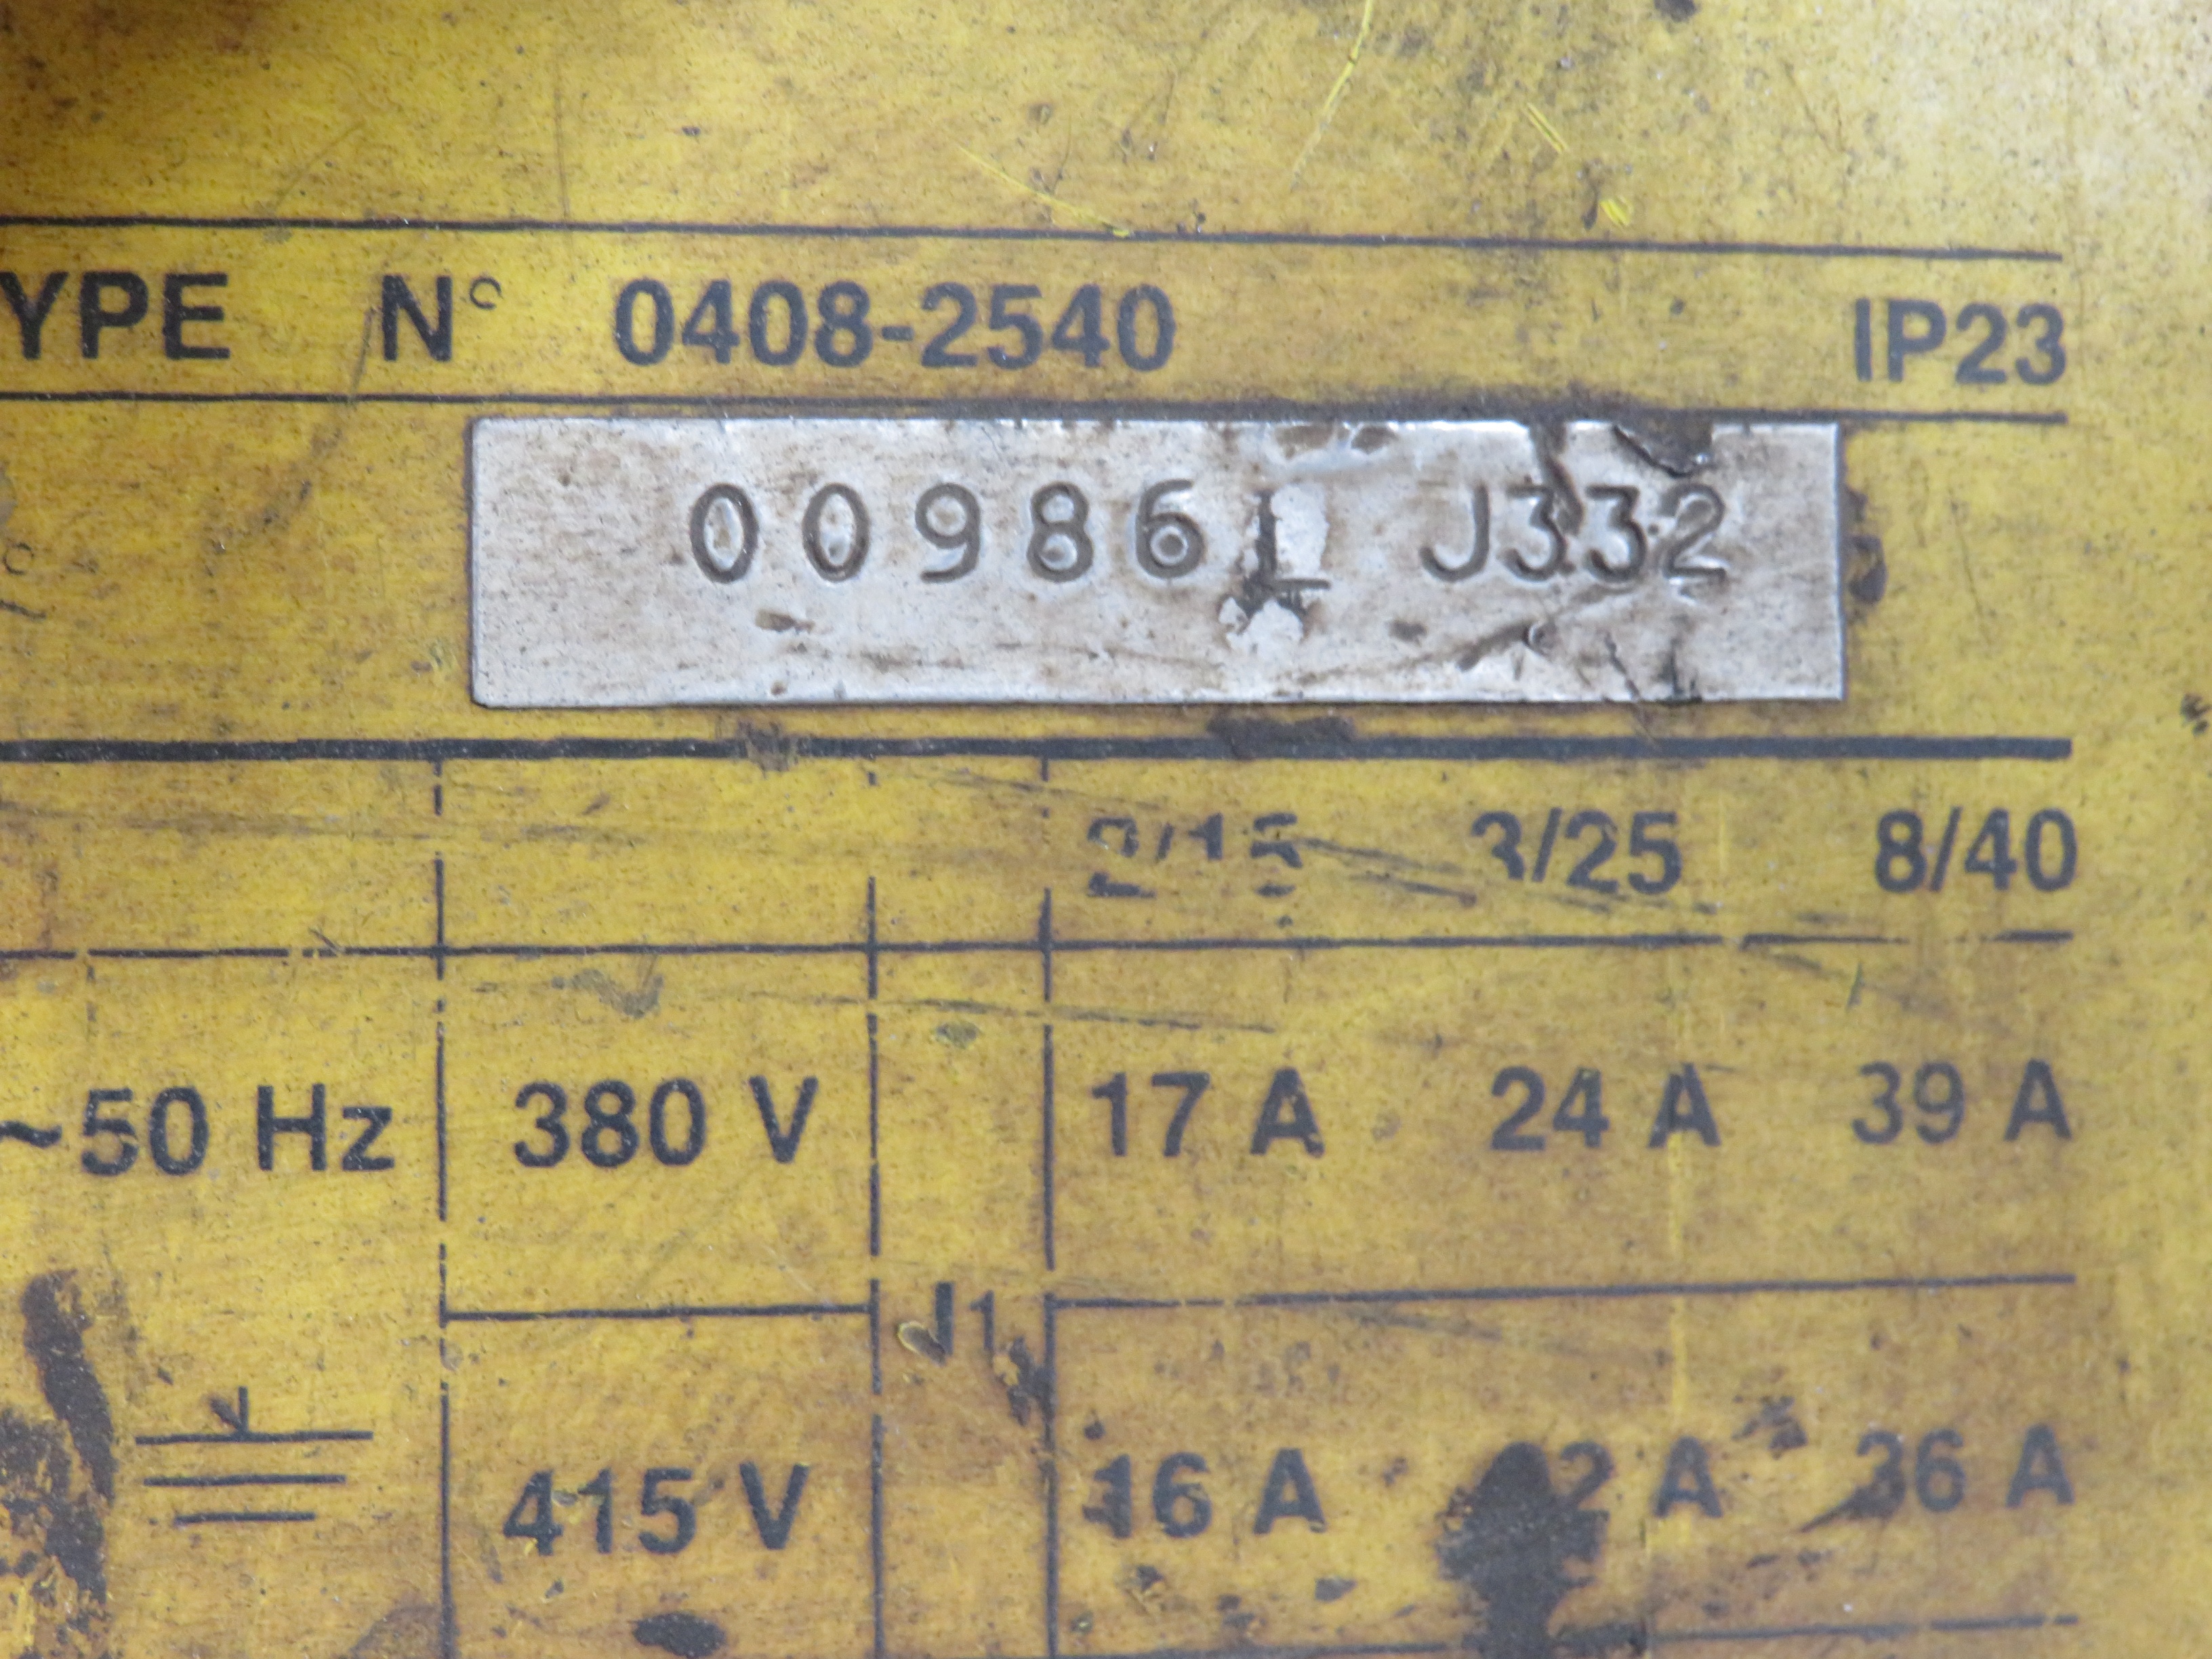 YPE N° 0408-2540 IP23
00986 J332
3/25 8/40
~50 Hz 380 V 17 A 24 A 39 A
J1
415 V 16 A A 36 A